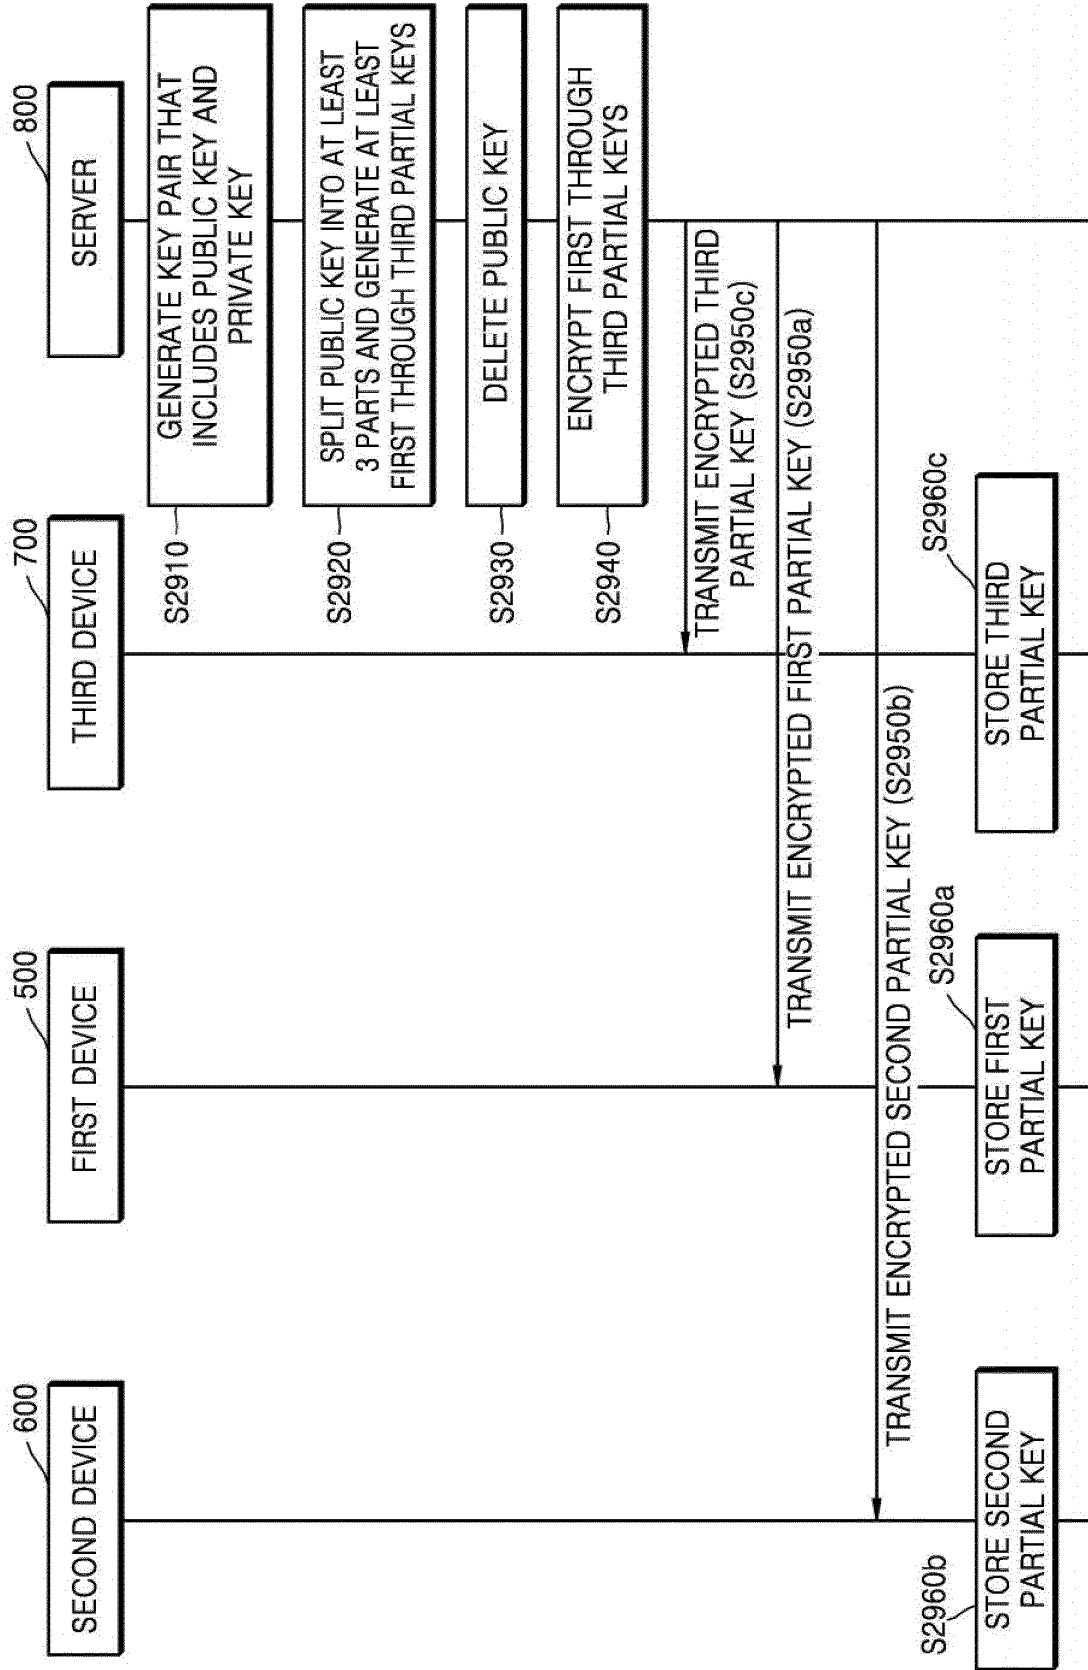 600
500
700
800
SECOND DEVICE
FIRST DEVICE
THIRD DEVICE
SERVER
S2910
GENERATE KEY PAIR THAT
INCLUDES PUBLIC KEY AND
PRIVATE KEY
S2920
SPLIT PUBLIC KEY INTO AT LEAST
3 PARTS AND GENERATE AT LEAST
FIRST THROUGH THIRD PARTIAL KEYS
S2930
DELETE PUBLIC KEY
S2940
ENCRYPT FIRST THROUGH
THIRD PARTIAL KEYS
TRANSMIT ENCRYPTED THIRD
PARTIAL KEY (S2950c)
TRANSMIT ENCRYPTED FIRST PARTIAL KEY (S2950a)
TRANSMIT ENCRYPTED SECOND PARTIAL KEY (S2950b)
S2960b
STORE SECOND
PARTIAL KEY
S2960a
STORE FIRST
PARTIAL KEY
S2960c
STORE THIRD
PARTIAL KEY